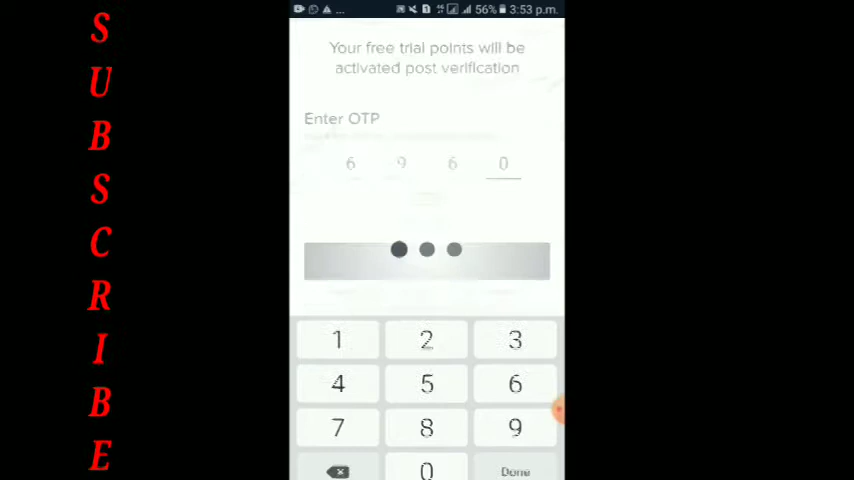 SUBSCRIBE
... 56% 3:53 p.m.
Your free trial points will be
activated post verification
Enter OTP
6 9 6 0
1 2 3
4 5 6
7 8 9
0 Done